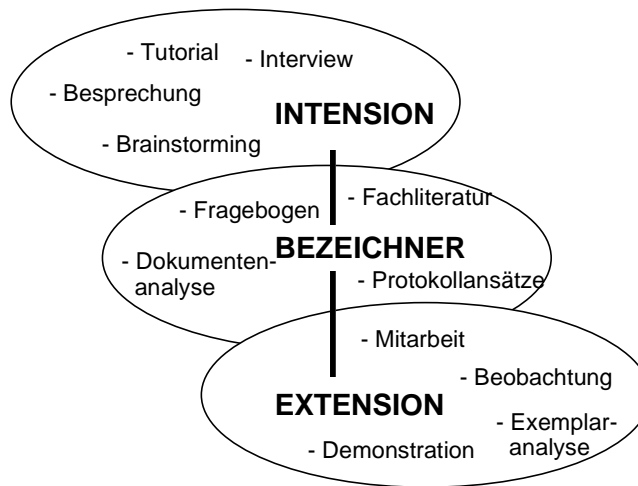 - Tutorial
- Interview
- Besprechung
INTENSION
- Brainstorming
- Fachliteratur
- Fragebogen
BEZEICHNER
- Dokumenten-
analyse
- Protokollansätze
- Mitarbeit
- Beobachtung
EXTENSION
- Exemplar-
analyse
- Demonstration